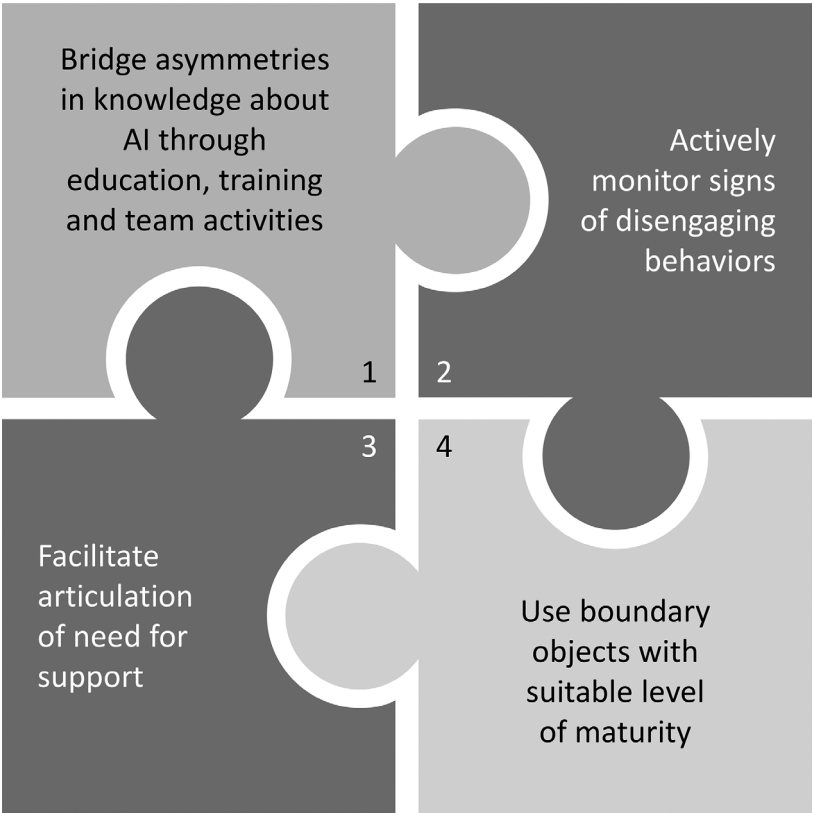 Bridge asymmetries
in knowledge about
AI through
education, training
and team activities
1
Actively
monitor signs
of disengaging
behaviors
2
3
Facilitate
articulation
of need for
support
4
Use boundary
objects with
suitable level
of maturity